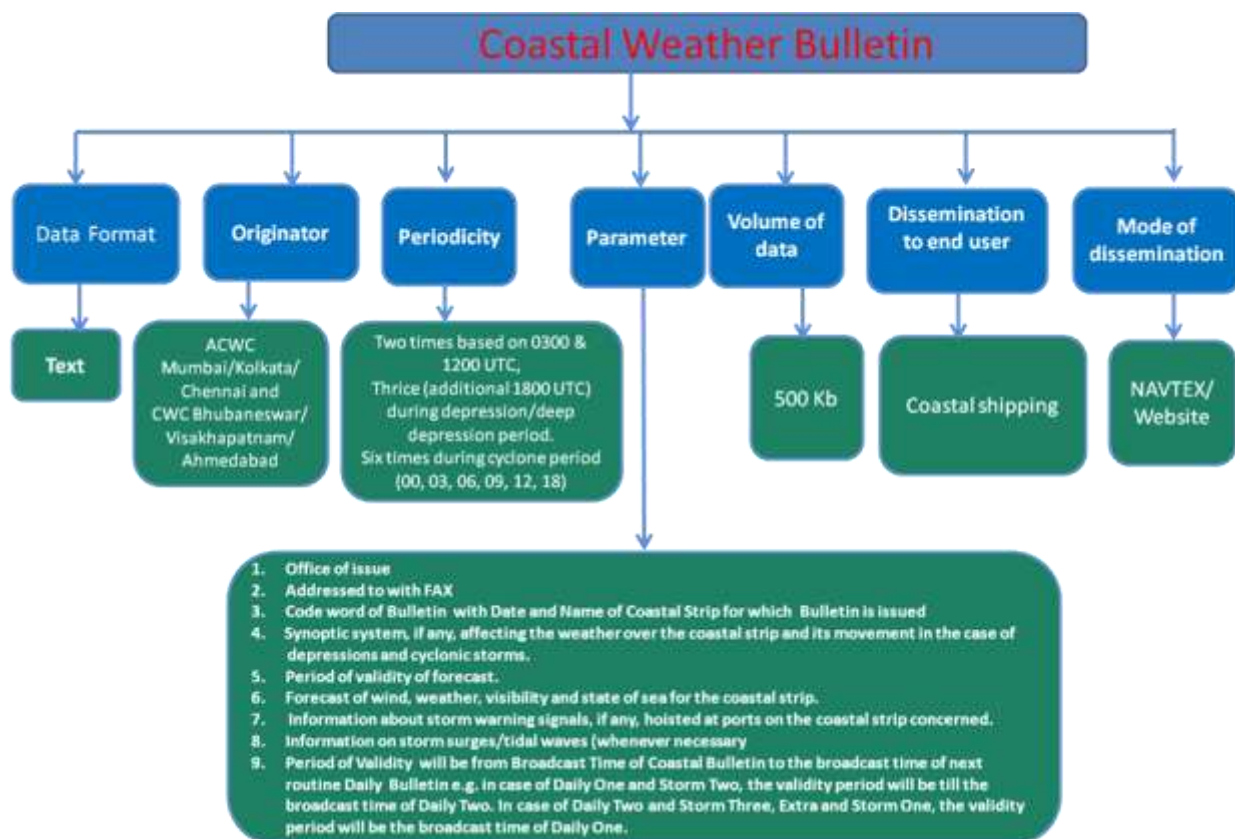 Coastal Weather Bulletin
Data Format
Originator
Periodicity
Parameter
Volume of
data
Dissemination
to end user
Mode of
dissemination
Text
ACWC
Mumbai/Kolkata/
Chennai and
CWC Bhubaneswar/
Visakhapatnam/
Ahmedabad
Two times based on 0300 &
1200 UTC,
Thrice (additional 1800 UTC)
during depression/deep
depression period.
Six times during cyclone period
(00, 03, 06, 09, 12, 18)
500 Kb
Coastal shipping
NAVTEX/
Website
1. Office of issue
2. Addressed to with FAX
3. Code word of Bulletin with Date and Name of Coastal Strip for which Bulletin is issued
4. Synoptic system, if any, affecting the weather over the coastal strip and its movement in the case of
depressions and cyclonic storms.
5. Period of validity of forecast.
6. Forecast of wind, weather, visibility and state of sea for the coastal strip.
7. Information about storm warning signals, if any, hoisted at ports on the coastal strip concerned.
8. Information on storm surges/tidal waves (whenever necessary
9. Period of Validity will be from Broadcast Time of Coastal Bulletin to the broadcast time of next
routine Daily Bulletin e.g. in case of Daily One and Storm Two, the validity period will be till the
broadcast time of Daily Two. In case of Daily Two and Storm Three, Extra and Storm One, the validity
period will be the broadcast time of Daily One.